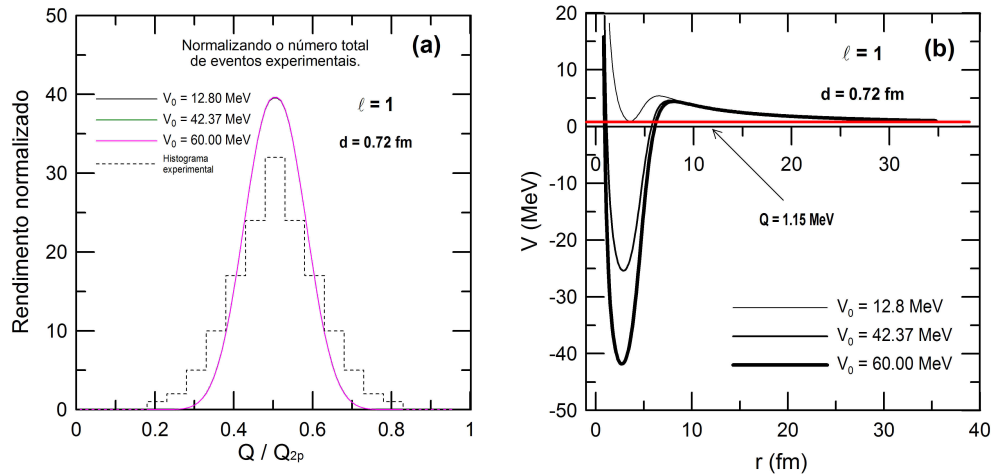 50
40
30
20
10
0
Rendimento normalizado
Normalizando o número total
de eventos experimentais.
(a)
V₀ = 12.80 MeV
V₀ = 42.37 MeV
V₀ = 60.00 MeV
Histograma
experimental
ℓ = 1
d = 0.72 fm
0 0.2 0.4 0.6 0.8 1
Q / Q₂ₚ
20
10
0
-10
-20
-30
-40
-50
V (MeV)
(b)
ℓ = 1
d = 0.72 fm
0 10 20 30
Q = 1.15 MeV
V₀ = 12.8 MeV
V₀ = 42.37 MeV
V₀ = 60.00 MeV
0 10 20 30 40
r (fm)